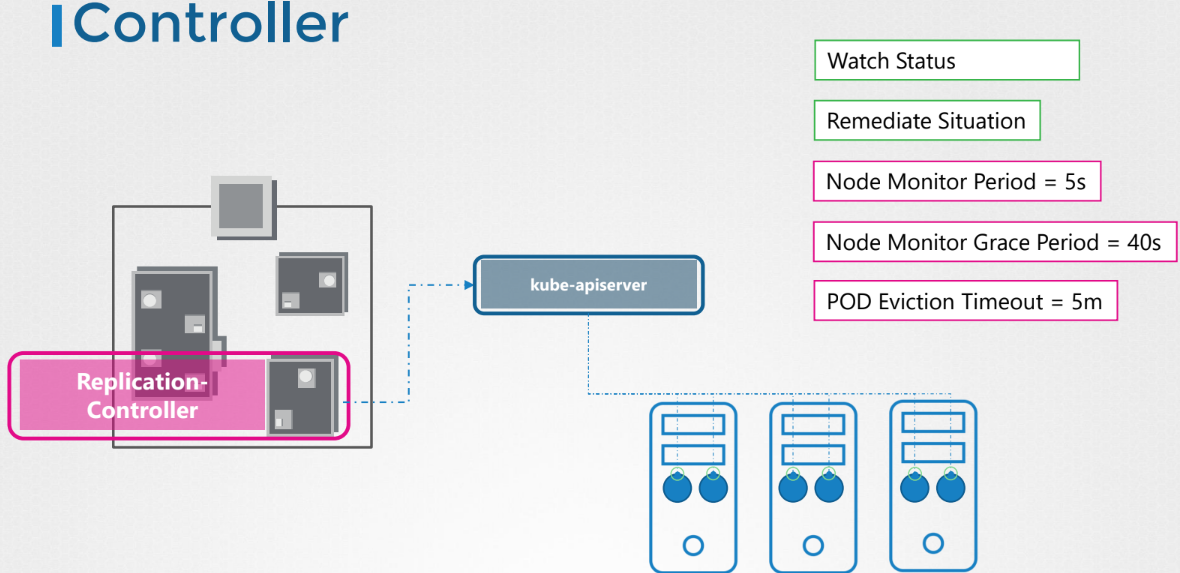 Controller
Watch Status
Remediate Situation
Node Monitor Period = 5s
Node Monitor Grace Period = 40s
POD Eviction Timeout = 5m
kube-apiserver
Replication-
Controller